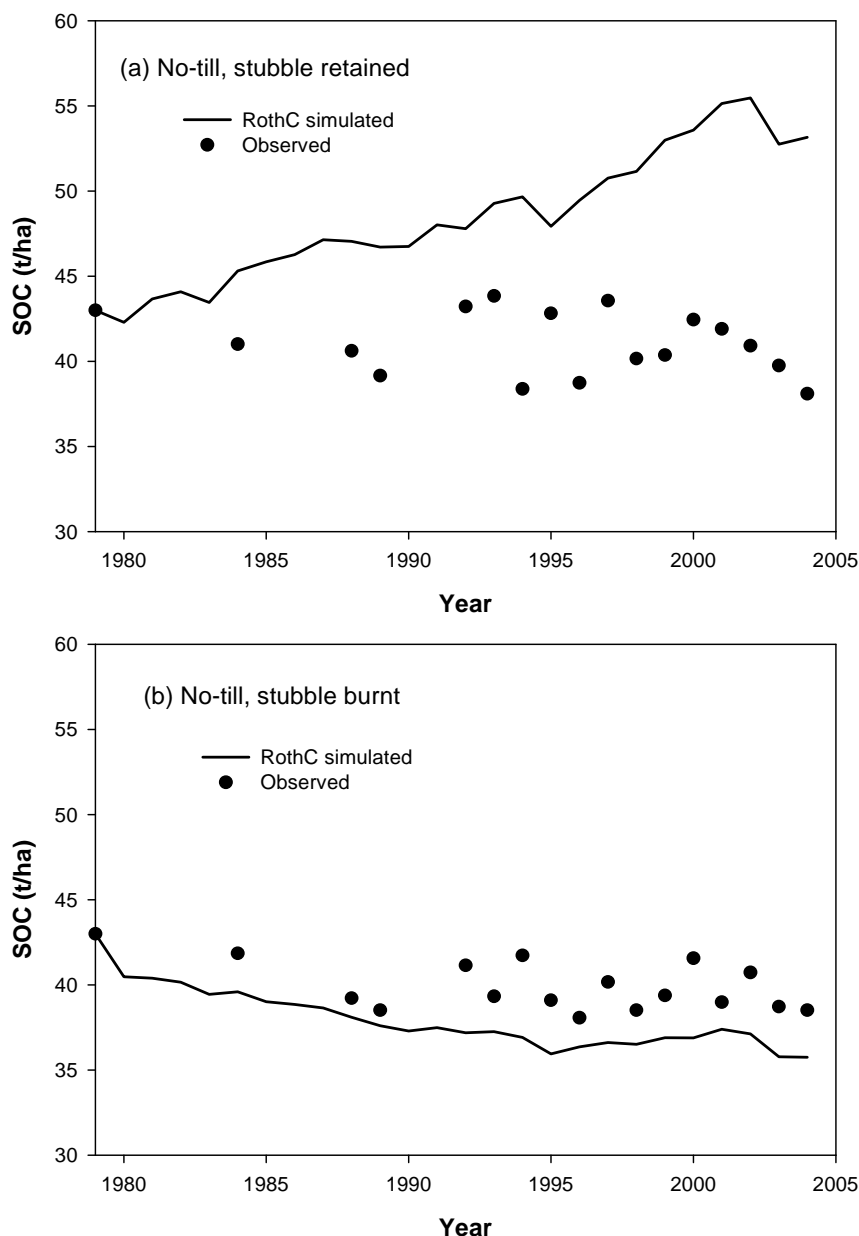 60
(a) No-till, stubble retained
55
RothC simulated
Observed
50
SOC (t/ha)
45
40
35
30
1980 1985 1990 1995 2000 2005
Year
60
(b) No-till, stubble burnt
55
RothC simulated
Observed
50
SOC (t/ha)
45
40
35
30
1980 1985 1990 1995 2000 2005
Year